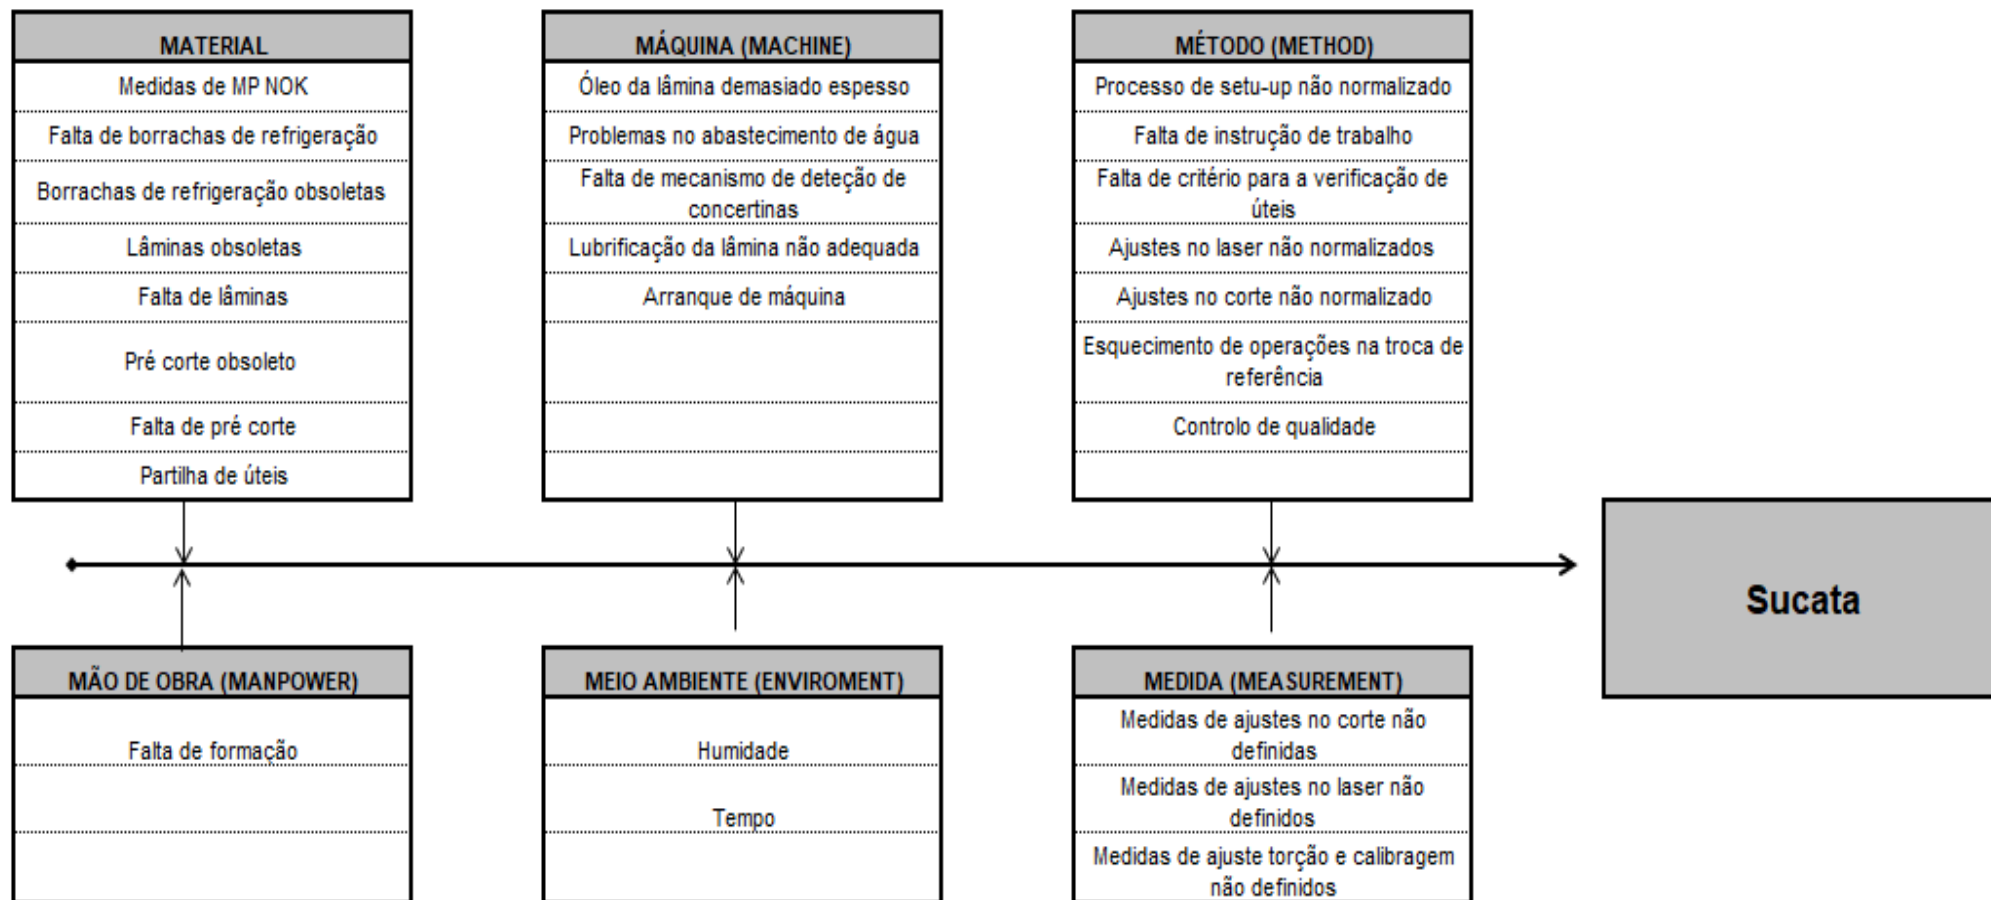 MATERIAL
Medidas de MP NOK
Falta de borrachas de refrigeração
Borrachas de refrigeração obsoletas
Lâminas obsoletas
Falta de lâminas
Pré corte obsoleto
Falta de pré corte
Partilha de úteis
MÁQUINA (MACHINE)
Óleo da lâmina demasiado espesso
Problemas no abastecimento de água
Falta de mecanismo de deteção de
concertinas
Lubrificação da lâmina não adequada
Arranque de máquina
MÉTODO (METHOD)
Processo de setu-up não normalizado
Falta de instrução de trabalho
Falta de critério para a verificação de
úteis
Ajustes no laser não normalizados
Ajustes no corte não normalizado
Esquecimento de operações na troca de
referência
Controlo de qualidade
Sucata
MÃO DE OBRA (MANPOWER)
Falta de formação
MEIO AMBIENTE (ENVIROMENT)
Humidade
Tempo
MEDIDA (MEASUREMENT)
Medidas de ajustes no corte não
definidas
Medidas de ajustes no laser não
definidos
Medidas de ajuste torção e calibragem
não definidos